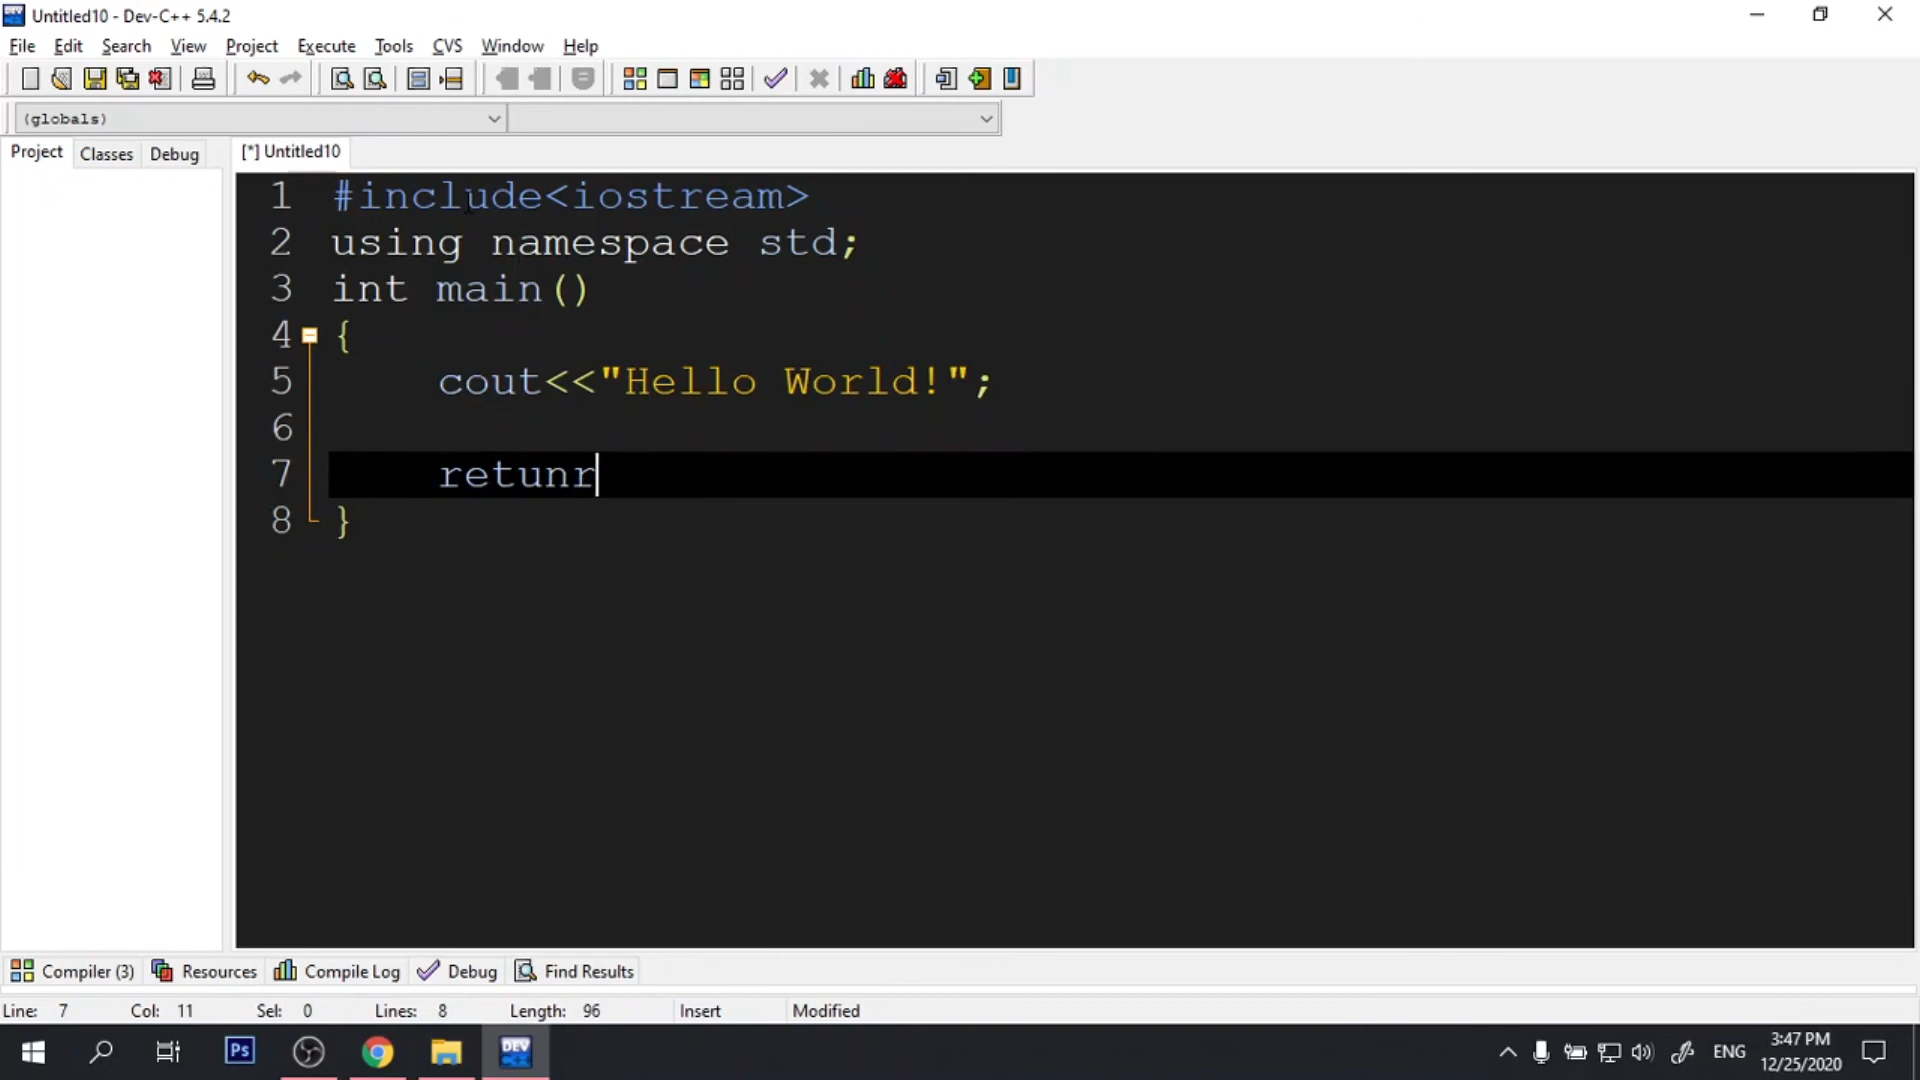 Untitled10 - Dev-C++ 5.4.2
File Edit Search View Project Execute Tools CVS Window Help
(globals)
Project Classes Debug [*] Untitled10
1 #include<iostream>
2 using namespace std;
3 int main()
4 {
5 cout<<"Hello World!";
6
7 retunr
8 }
Compiler (3) Resources Compile Log Debug Find Results
Line: 7 Col: 11 Sel: 0 Lines: 8 Length: 96 Insert Modified
Ps DEV ENG 3:47 PM
12/25/2020